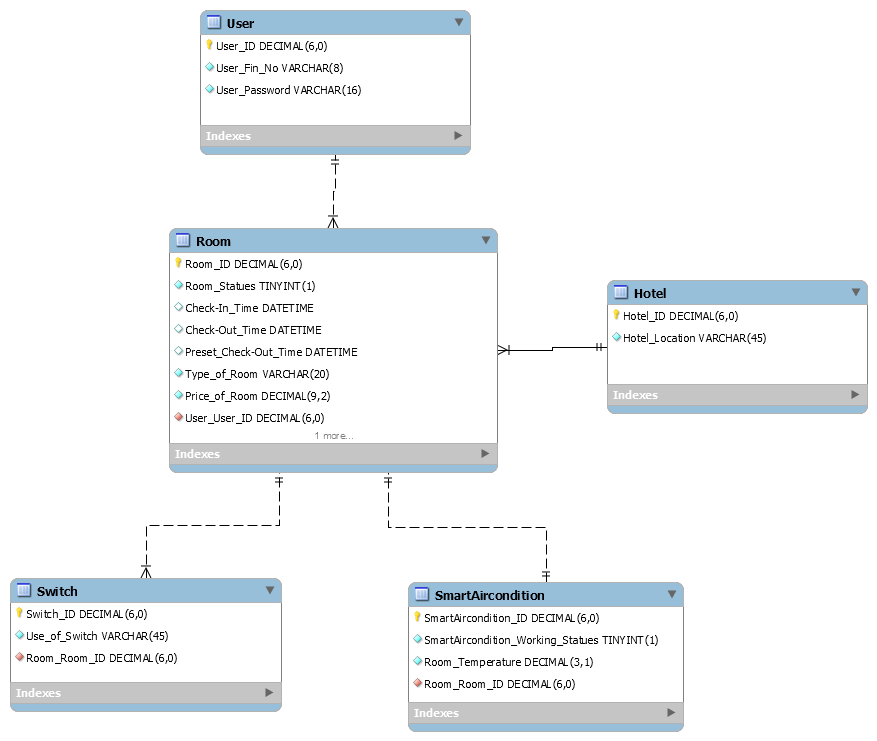 User
User_ID DECIMAL(6,0)
User_Fin_No VARCHAR(8)
User_Password VARCHAR(16)
Indexes
Room
Room_ID DECIMAL(6,0)
Room_Statues TINYINT(1)
Check-In_Time DATETIME
Check-Out_Time DATETIME
Preset_Check-Out_Time DATETIME
Type_of_Room VARCHAR(20)
Price_of_Room DECIMAL(9,2)
User_User_ID DECIMAL(6,0)
1 more...
Indexes
Hotel
Hotel_ID DECIMAL(6,0)
Hotel_Location VARCHAR(45)
Indexes
Switch
Switch_ID DECIMAL(6,0)
Use_of_Switch VARCHAR(45)
Room_Room_ID DECIMAL(6,0)
Indexes
SmartAircondition
SmartAircondition_ID DECIMAL(6,0)
SmartAircondition_Working_Statues TINYINT(1)
Room_Temperature DECIMAL(3,1)
Room_Room_ID DECIMAL(6,0)
Indexes